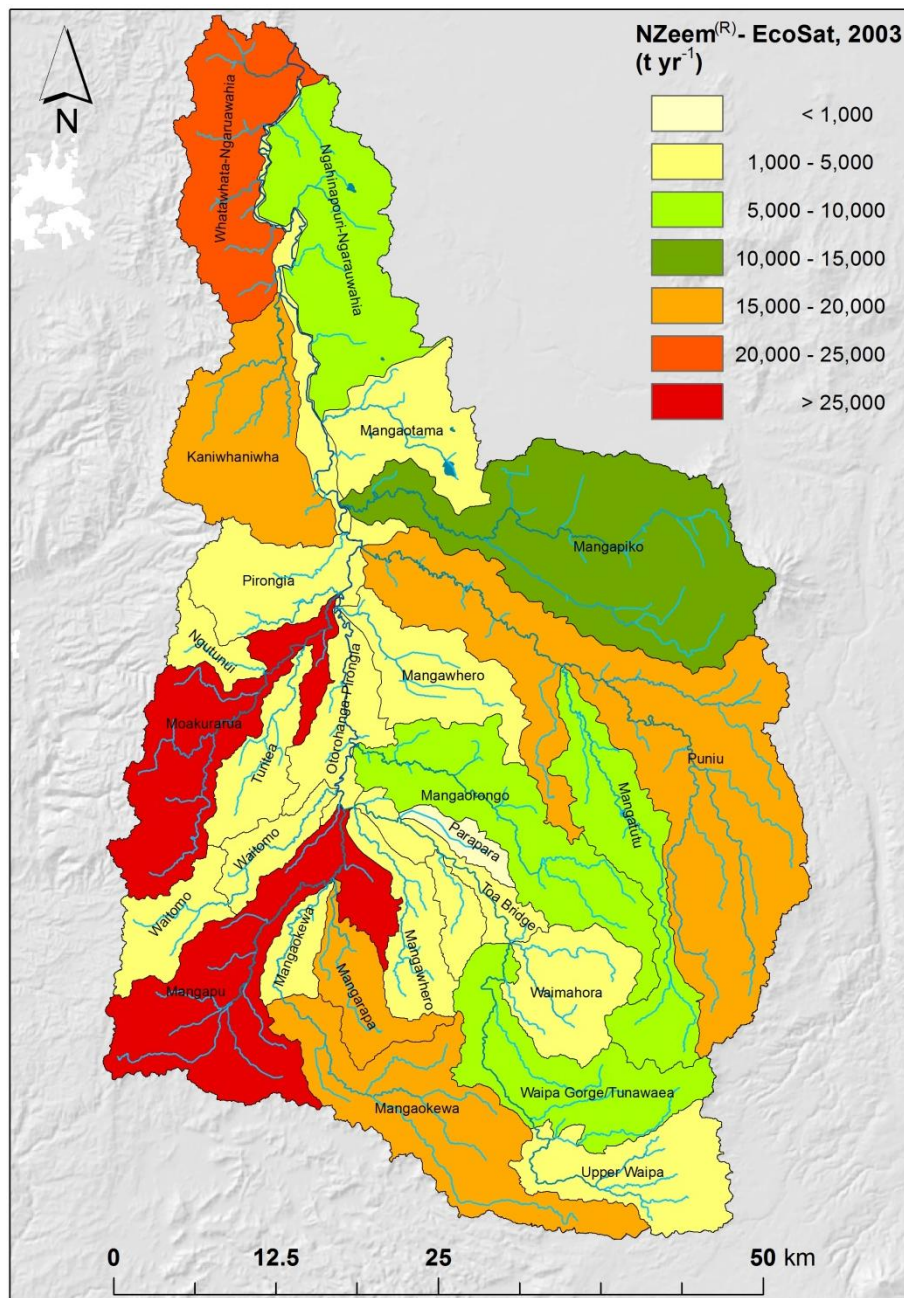 NZeem(R)- EcoSat, 2003
(t yr-1)
< 1,000
1,000 - 5,000
5,000 - 10,000
10,000 - 15,000
15,000 - 20,000
20,000 - 25,000
> 25,000
N
Whatawhata-Ngaruawahia
Ngahinapouri-Ngarauwahia
Mangaotama
Kaniwhaniwha
Mangapiko
Pirongia
Ngutunui
Mangawhero
Otorohanga-Pirongia
Moakurarua
Turitea
Puniu
Mangaorongo
Mangatutu
Parapara
Waitomo
Toa Bridge
Waitomo
Mangaokewa
Mangawhero
Mangapu
Mangarapa
Waimahora
Waipa Gorge/Tunawaea
Mangaokewa
Upper Waipa
0 12.5 25 50 km